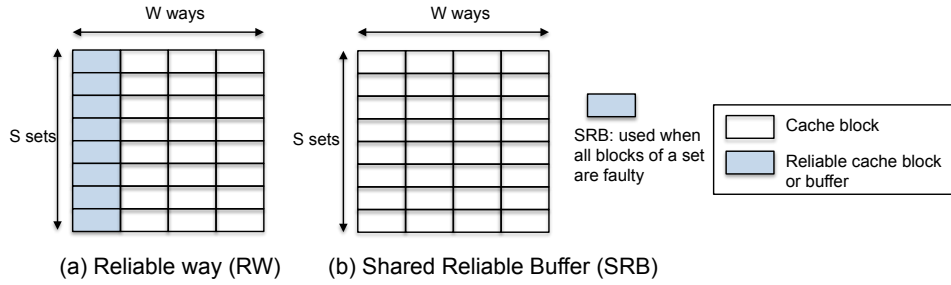 W ways
W ways
S sets
S sets
SRB: used when
all blocks of a set
are faulty
Cache block
Reliable cache block
or buffer
(a) Reliable way (RW)
(b) Shared Reliable Buffer (SRB)